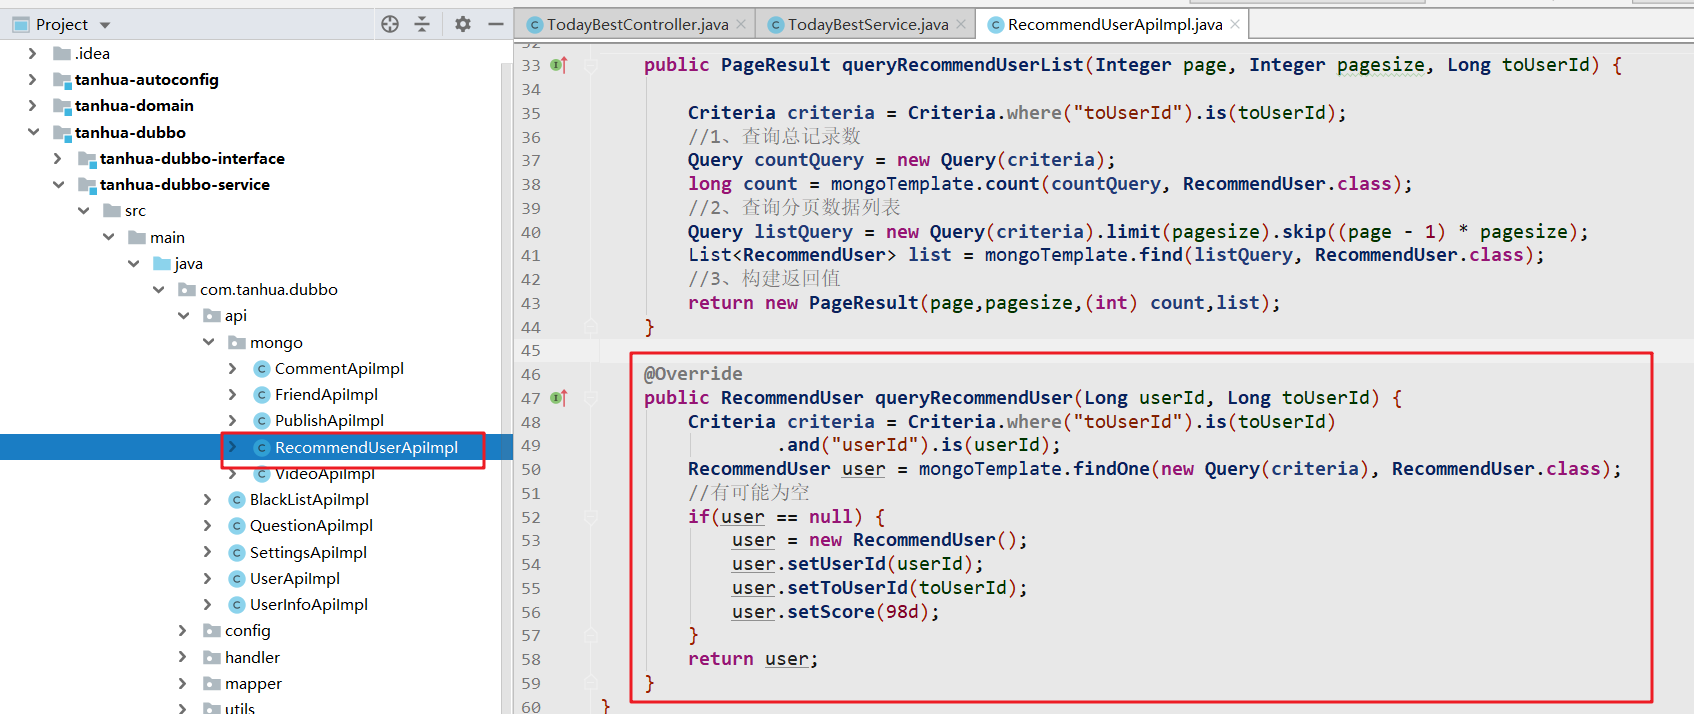 Project
.idea
tanhua-autoconfig
tanhua-domain
tanhua-dubbo
tanhua-dubbo-interface
tanhua-dubbo-service
src
main
java
com.tanhua.dubbo
api
mongo
CommentApiImpl
FriendApiImpl
PublishApiImpl
RecommendUserApiImpl
VideoApiImpl
BlackListApiImpl
QuestionApiImpl
SettingsApiImpl
UserApiImpl
UserInfoApiImpl
config
handler
mapper
utils
TodayBestController.java
TodayBestService.java
RecommendUserApiImpl.java
32
33 public PageResult queryRecommendUserList(Integer page, Integer pagesize, Long toUserId) {
34
35 Criteria criteria = Criteria.where("toUserId").is(toUserId);
36 //1、查询总记录数
37 Query countQuery = new Query(criteria);
38 long count = mongoTemplate.count(countQuery, RecommendUser.class);
39 //2、查询分页数据列表
40 Query listQuery = new Query(criteria).limit(pagesize).skip((page - 1) * pagesize);
41 List<RecommendUser> list = mongoTemplate.find(listQuery, RecommendUser.class);
42 //3、构建返回值
43 return new PageResult(page,pagesize,(int) count,list);
44 }
45
46 @Override
47 public RecommendUser queryRecommendUser(Long userId, Long toUserId) {
48 Criteria criteria = Criteria.where("toUserId").is(toUserId)
49 .and("userId").is(userId);
50 RecommendUser user = mongoTemplate.findOne(new Query(criteria), RecommendUser.class);
51 //有可能为空
52 if(user == null) {
53 user = new RecommendUser();
54 user.setUserId(userId);
55 user.setToUserId(toUserId);
56 user.setScore(98d);
57 }
58 return user;
59 }
60 }